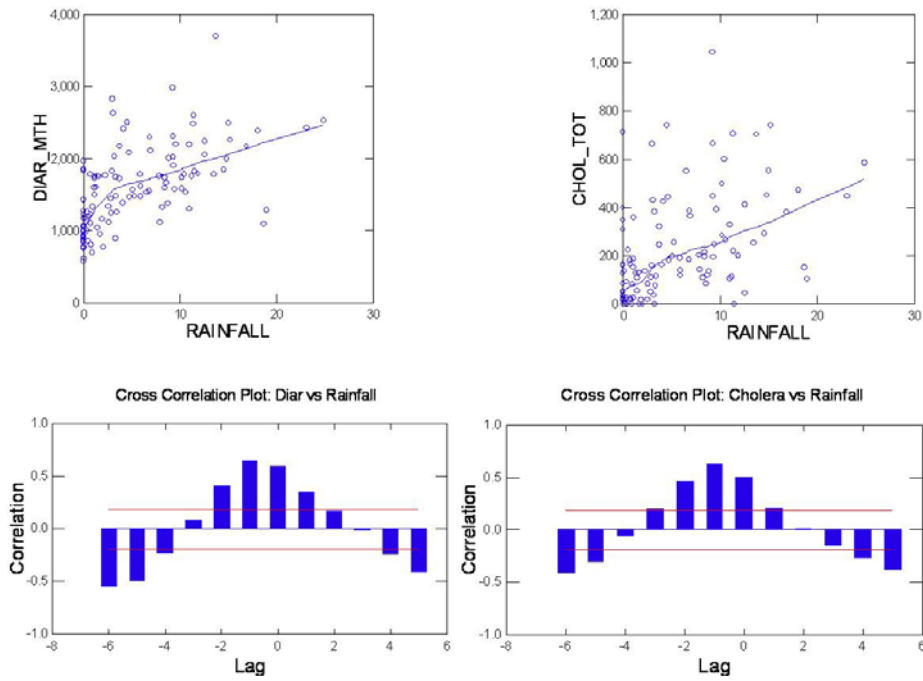 4,000
3,000
2,000
1,000
0
DIAR_MTH
0 10 20 30
RAINFALL
1,200
1,000
800
600
400
200
0
CHOL_TOT
0 10 20 30
RAINFALL
Cross Correlation Plot: Diar vs Rainfall
1.0
0.5
0.0
-0.5
-1.0
Correlation
-8 -6 -4 -2 0 2 4 6
Lag
Cross Correlation Plot: Cholera vs Rainfall
1.0
0.5
0.0
-0.5
-1.0
Correlation
-8 -6 -4 -2 0 2 4 6
Lag